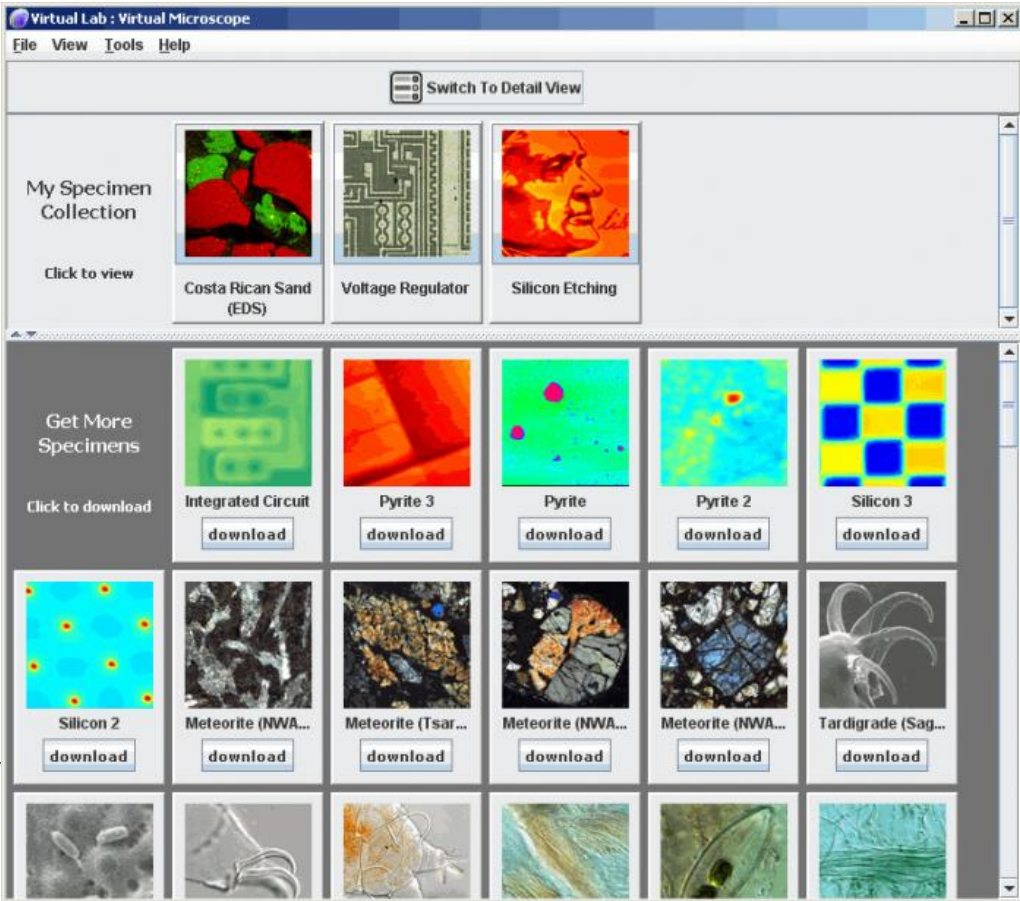 Virtual Lab : Virtual Microscope
File View Tools Help
Switch To Detail View
My Specimen
Collection
Click to view
Costa Rican Sand
(EDS)
Voltage Regulator
Silicon Etching
Get More
Specimens
Click to download
Integrated Circuit
download
Pyrite 3
download
Pyrite
download
Pyrite 2
download
Silicon 3
download
Silicon 2
download
Meteorite (NWA...
download
Meteorite (Tsar...
download
Meteorite (NWA...
download
Meteorite (NWA...
download
Tardigrade (Sag...
download